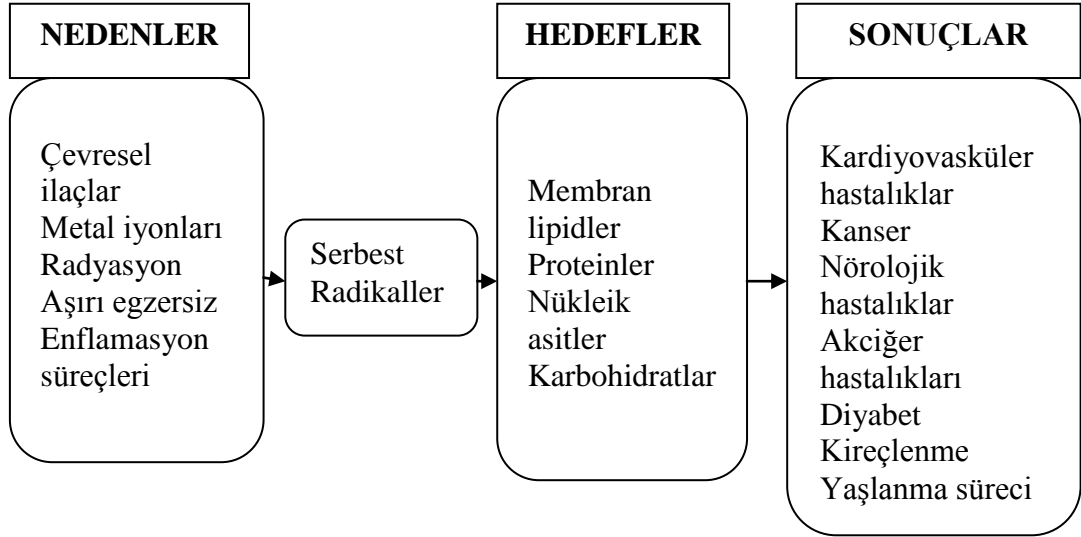 NEDENLER
Çevresel
ilaçlar
Metal iyonları
Radyasyon
Aşırı egzersiz
Enflamasyon
süreçleri
Serbest
Radikaller
HEDEFLER
Membran
lipidler
Proteinler
Nükleik
asitler
Karbohidratlar
SONUÇLAR
Kardiyovasküler
hastalıklar
Kanser
Nörolojik
hastalıklar
Akciğer
hastalıkları
Diyabet
Kireçlenme
Yaşlanma süreci